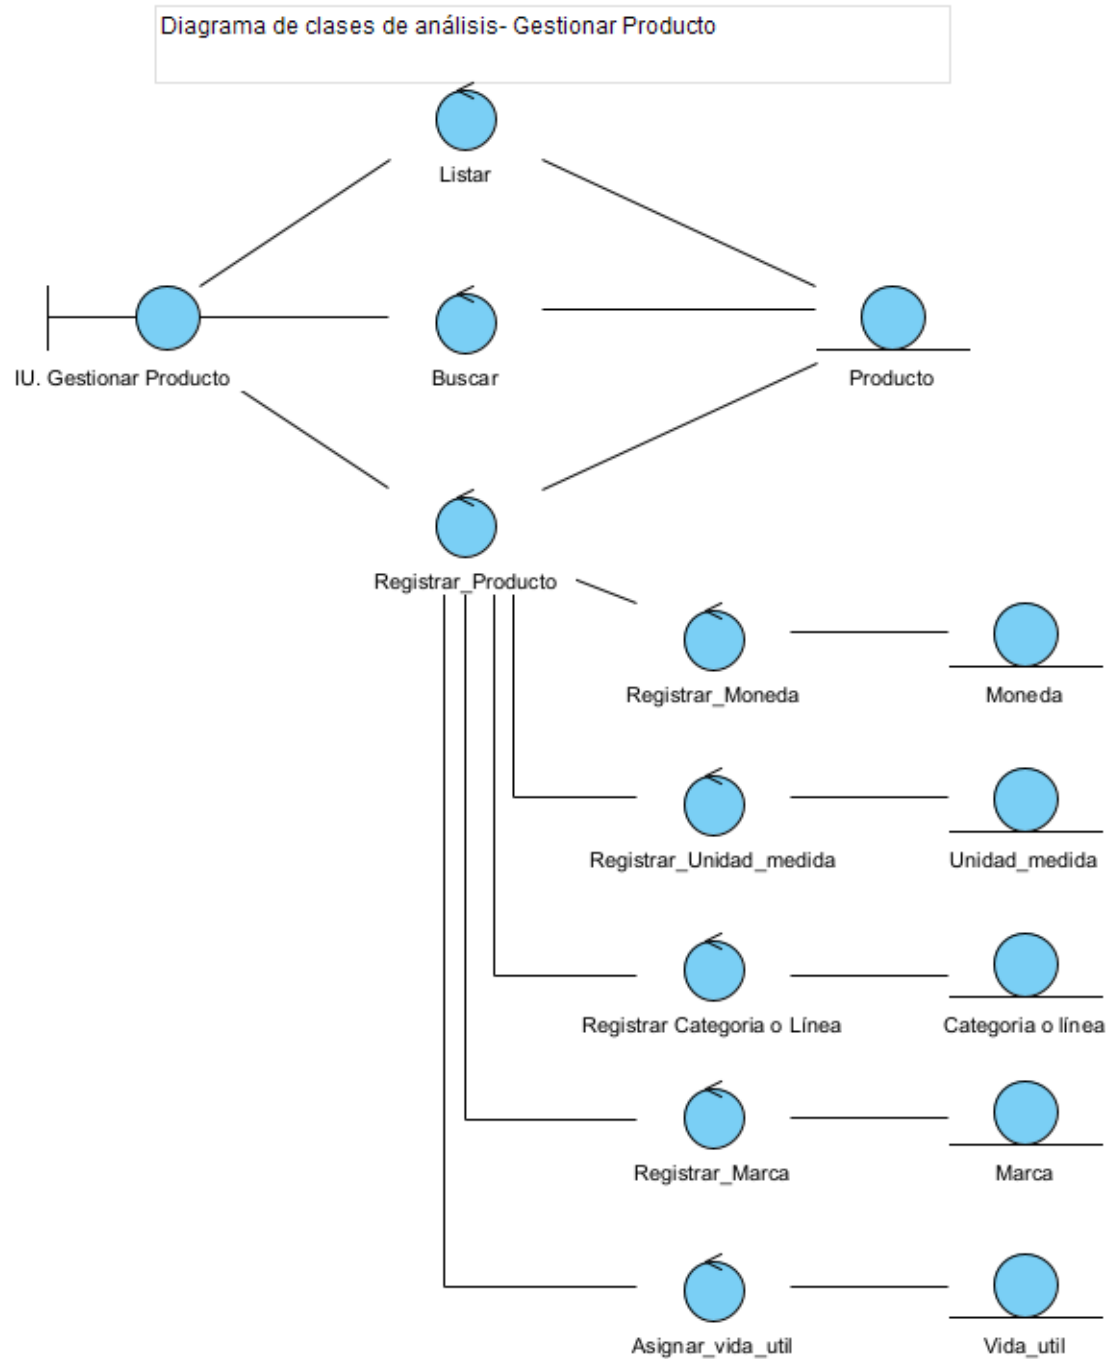 Diagrama de clases de análisis- Gestionar Producto
Listar
IU. Gestionar Producto
Buscar
Producto
Registrar_Producto
Registrar_Moneda
Moneda
Registrar_Unidad_medida
Unidad_medida
Registrar Categoria o Línea
Categoria o línea
Registrar_Marca
Marca
Asignar_vida_util
Vida_util